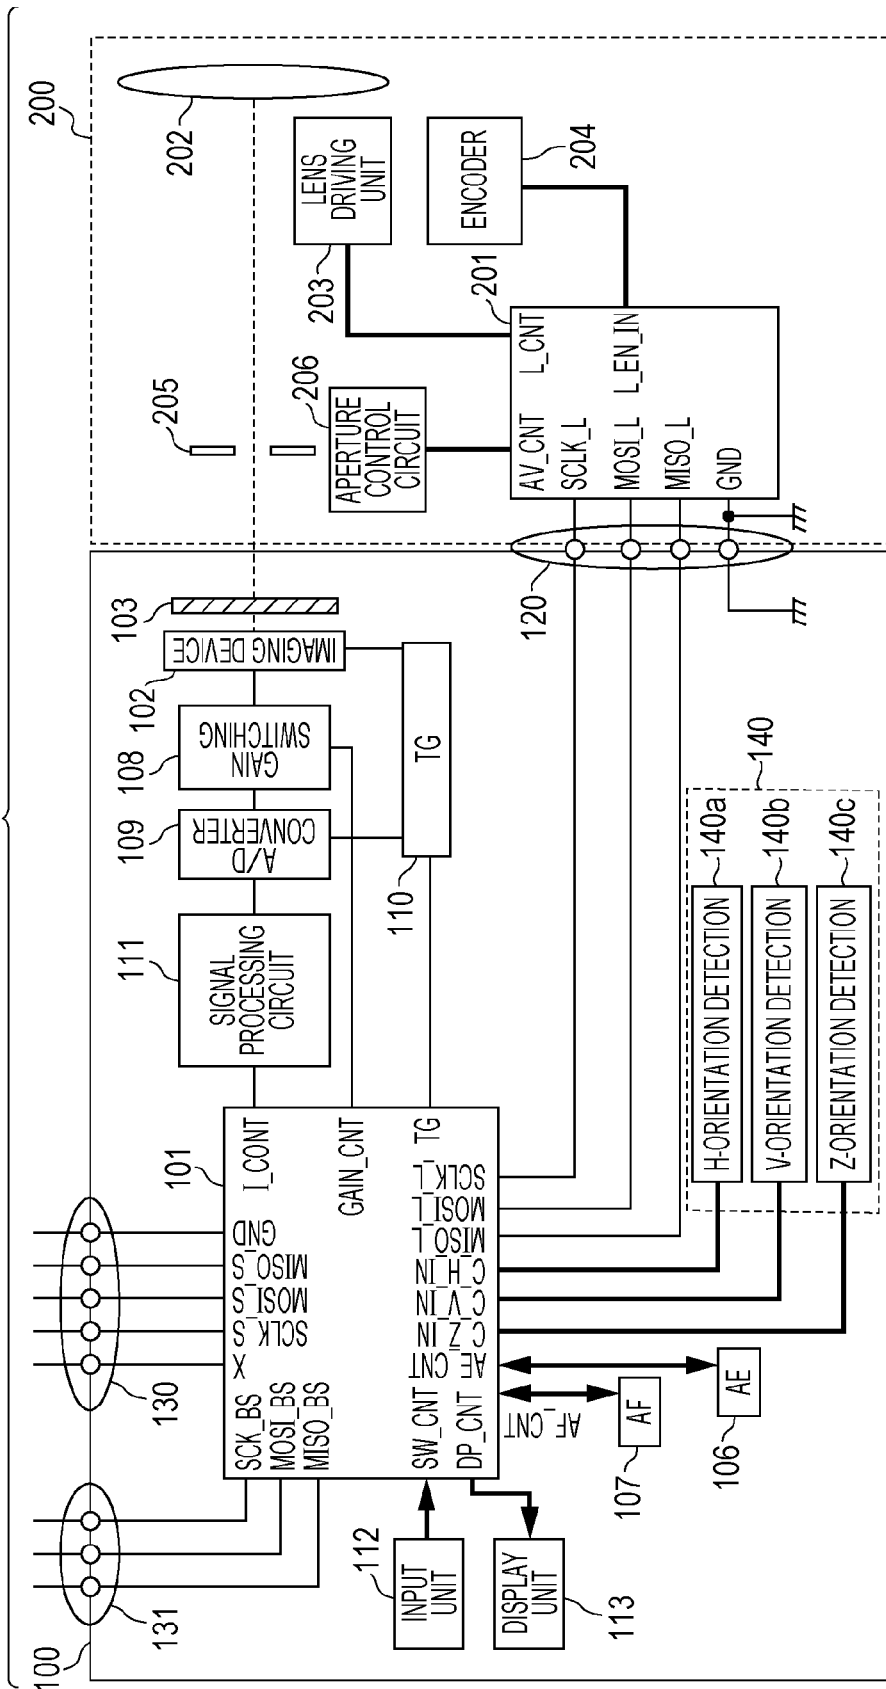 100
131
130
101
SCK_BS
MOSI_BS
MISO_BS
X
SCLK_S
MOSI_S
MISO_S
GND
I_CONT
GAIN_CNT
TG
SW_CNT
DP_CNT
AE_CNT
C_Z_IN
C_V_IN
C_H_IN
MISO_L
MOSI_L
SCLK_L
AF_CNT
112
INPUT
UNIT
DISPLAY
UNIT
113
AF
107
AE
106
111
SIGNAL
PROCESSING
CIRCUIT
109
A/D
CONVERTER
108
GAIN
SWITCHING
102
IMAGING DEVICE
103
TG
110
140
H-ORIENTATION DETECTION
140a
V-ORIENTATION DETECTION
140b
Z-ORIENTATION DETECTION
140c
120
200
202
205
206
APERTURE
CONTROL
CIRCUIT
203
LENS
DRIVING
UNIT
ENCODER
204
201
AV_CNT
L_CNT
SCLK_L
MOSI_L
L_EN_IN
MISO_L
GND